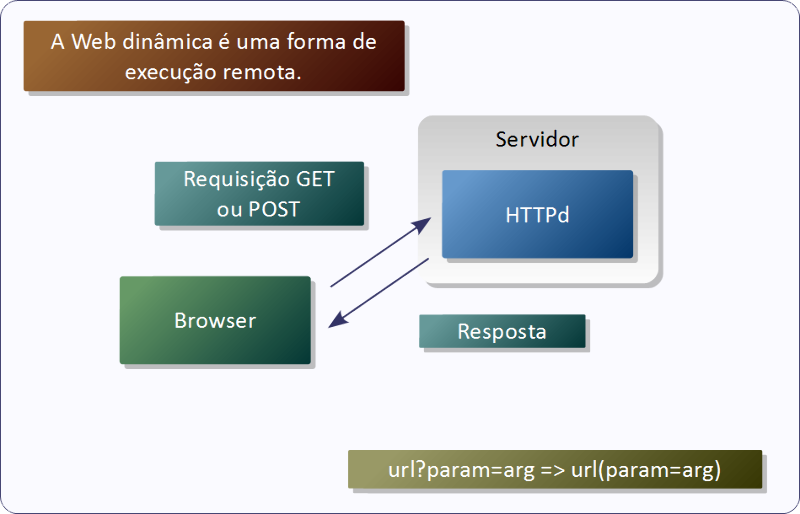 A Web dinâmica é uma forma de
execução remota.
Servidor
Requisição GET
ou POST
HTTPd
Browser
Resposta
url?param=arg => url(param=arg)